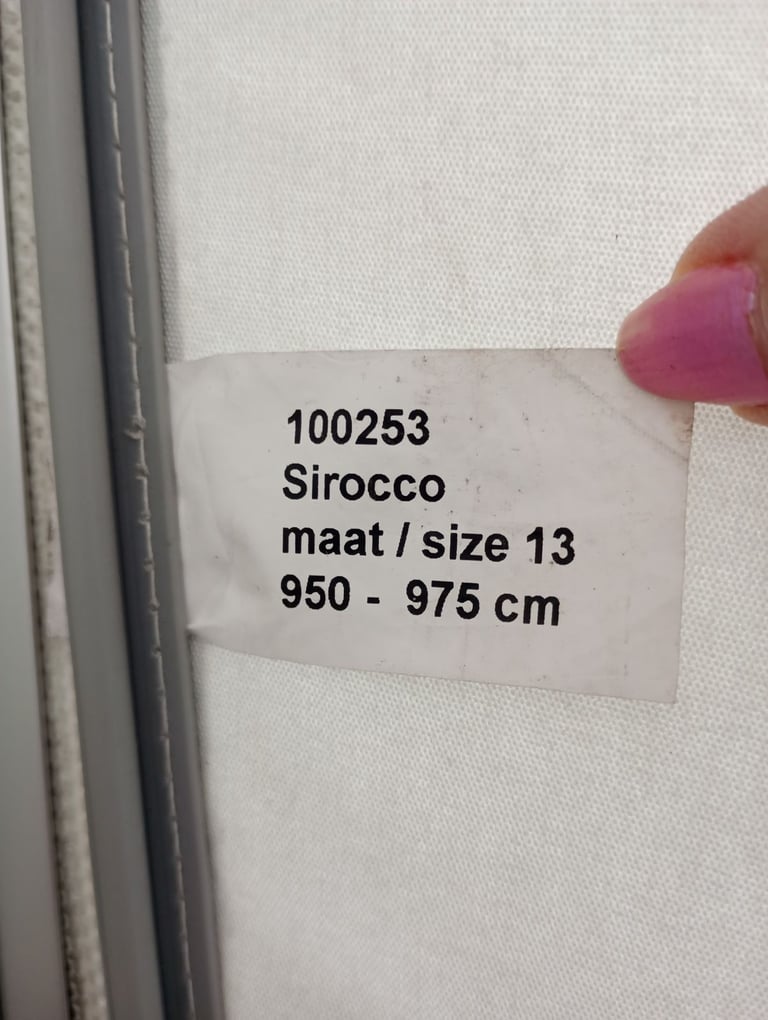 100253
Sirocco
maat / size 13
950 - 975 cm